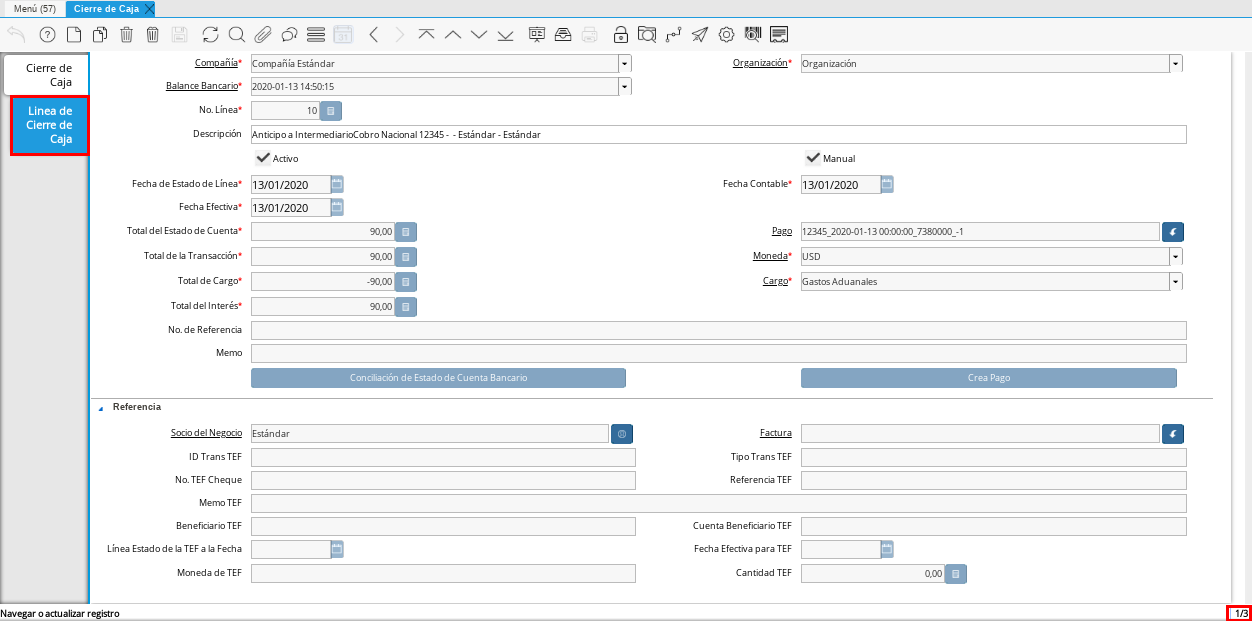 Menú (57) Cierre de Caja
Cierre de
Caja
Linea de
Cierre de
Caja
Compañía* Compañía Estándar Organización* Organización
Balance Bancario* 2020-01-13 14:50:15
No. Línea* 10
Descripción Anticipo a IntermediarioCobro Nacional 12345 - - Estándar - Estándar
Activo Manual
Fecha de Estado de Línea* 13/01/2020 Fecha Contable* 13/01/2020
Fecha Efectiva* 13/01/2020
Total del Estado de Cuenta* 90,00 Pago 12345_2020-01-13 00:00:00_7380000_-1
Total de la Transacción* 90,00 Moneda* USD
Total de Cargo* -90,00 Cargo* Gastos Aduanales
Total del Interés* 90,00
No. de Referencia
Memo
Conciliación de Estado de Cuenta Bancario Crea Pago
Referencia
Socio del Negocio Estándar Factura
ID Trans TEF Tipo Trans TEF
No. TEF Cheque Referencia TEF
Memo TEF
Beneficiario TEF Cuenta Beneficiario TEF
Línea Estado de la TEF a la Fecha Fecha Efectiva para TEF
Moneda de TEF Cantidad TEF 0,00
Navegar o actualizar registro 1/3